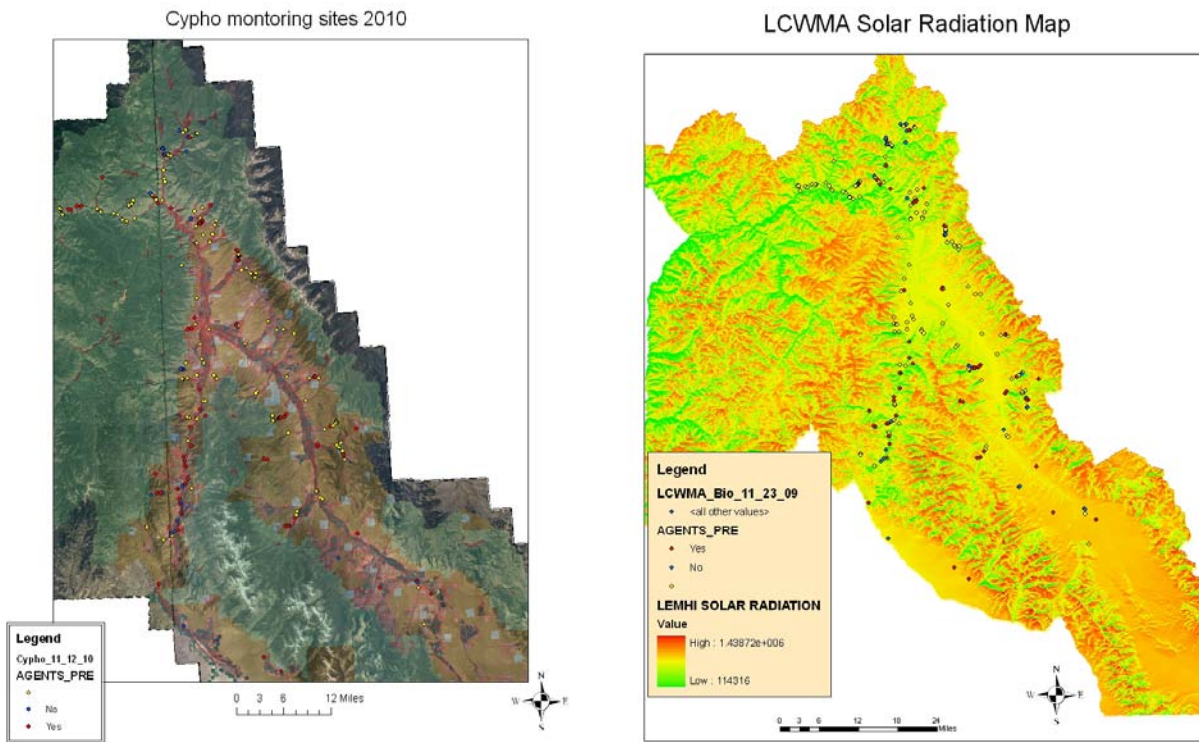 Cypho montoring sites 2010
Legend
Cypho_11_12_10
AGENTS_PRE
No
Yes
0 3 6 12 Miles
N
W E
S
LCWMA Solar Radiation Map
Legend
LCWMA_Bio_11_23_09
<all other values>
AGENTS_PRE
Yes
No
LEMHI SOLAR RADIATION
Value
High : 1.43872e+006
Low : 114316
0 3 6 12 18 24
Miles
N
W E
S